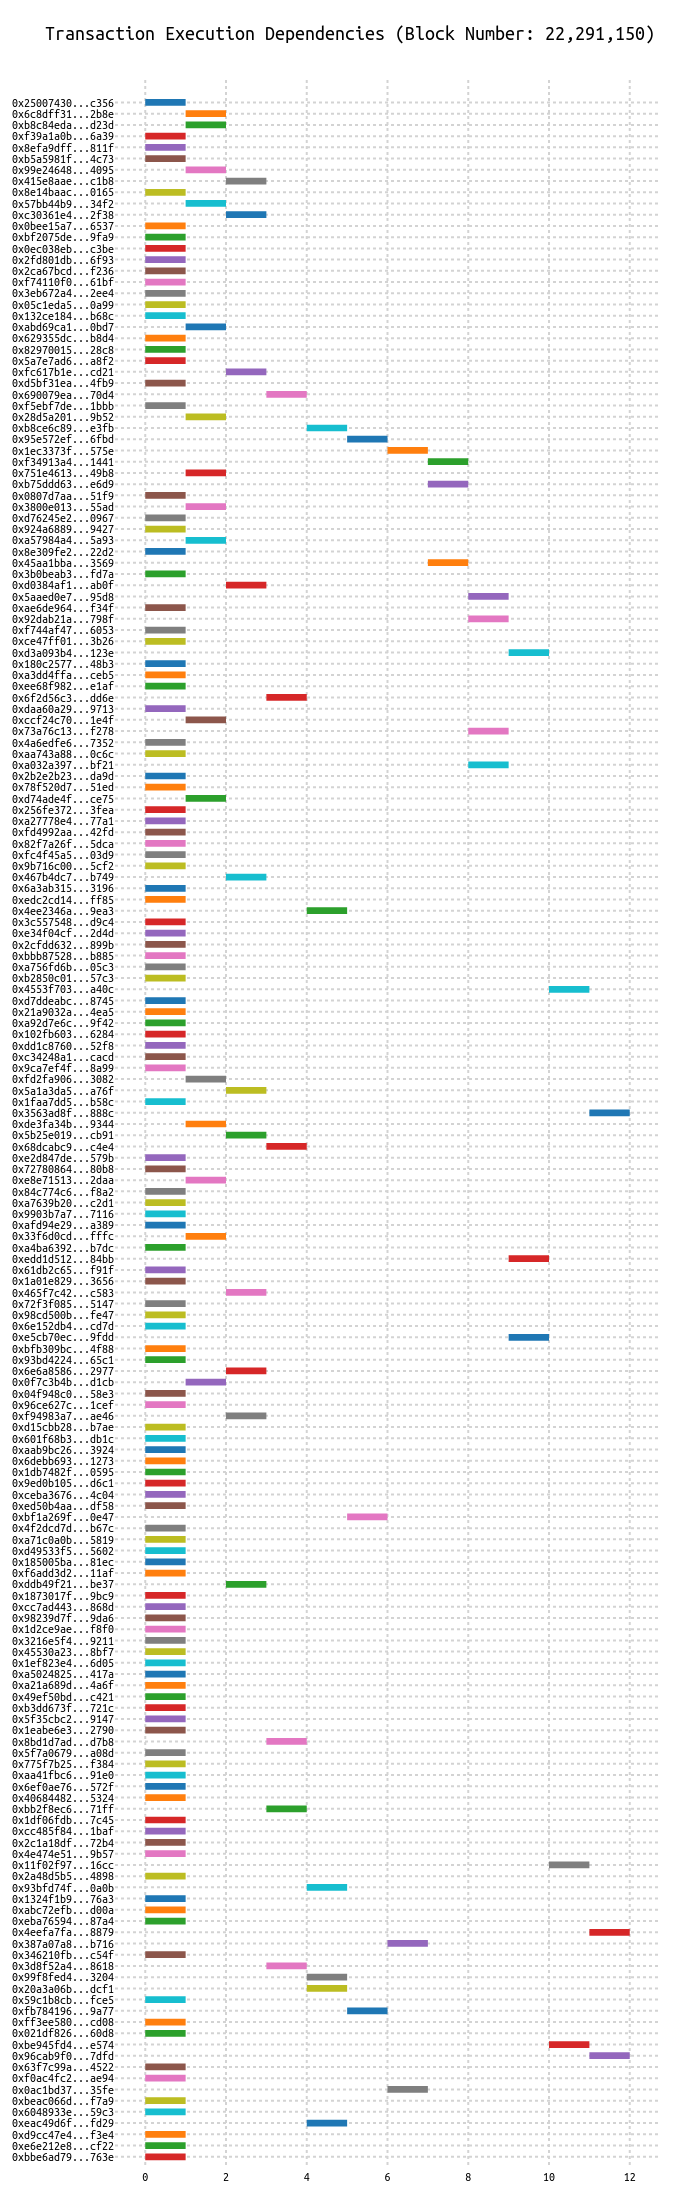 Transaction Execution Dependencies (Block Number: 22,291,150)
0x25007430...c356
0x6c8dff31...2b8e
0xb8c84eda...d23d
0xf39a1a0b...6a39
0x8efa9dff...811f
0xb5a5981f...4c73
0x99e24648...4095
0x415e8aae...c1b8
0x8e14baac...0165
0x57bb44b9...34f2
0xc30361e4...2f38
0x0bee15a7...6537
0xbf2075de...9fa9
0x0ec038eb...c3be
0x2fd801db...6f93
0x2ca67bcd...f236
0xf74110f0...61bf
0x3eb672a4...2ee4
0x05c1eda5...0a99
0x132ce184...b68c
0xabd69ca1...0bd7
0x629355dc...b8d4
0x82970015...28c8
0x5a7e7ad6...a8f2
0xfc617b1e...cd21
0xd5bf31ea...4fb9
0x690079ea...70d4
0xf5ebf7de...1bbb
0x28d5a201...9b52
0xb8ce6c89...e3fb
0x95e572ef...6fbd
0x1ec3373f...575e
0xf34913a4...1441
0x751e4613...49b8
0xb75ddd63...e6d9
0x0807d7aa...51f9
0x3800e013...55ad
0xd76245e2...0967
0x924a6889...9427
0xa57984a4...5a93
0x8e309fe2...22d2
0x45aa1bba...3569
0x3b0beab3...fd7a
0xd0384af1...ab0f
0x5aaed0e7...95d8
0xae6de964...f34f
0x92dab21a...798f
0xf744af47...6053
0xce47ff01...3b26
0xd3a093b4...123e
0x180c2577...48b3
0xa3dd4ffa...ceb5
0xee68f982...e1af
0x6f2d56c3...dd6e
0xdaa60a29...9713
0xccf24c70...1e4f
0x73a76c13...f278
0x4a6edfe6...7352
0xaa743a88...0c6c
0xa032a397...bf21
0x2b2e2b23...da9d
0x78f520d7...51ed
0xd74ade4f...ce75
0x256fe372...3fea
0xa27778e4...77a1
0xfd4992aa...42fd
0x82f7a26f...5dca
0xfc4f45a5...03d9
0x9b716c00...5cf2
0x467b4dc7...b749
0x6a3ab315...3196
0xedc2cd14...ff85
0x4ee2346a...9ea3
0x3c557548...d9c4
0xe34f04cf...2d4d
0x2cfdd632...899b
0xbbb87528...b885
0xa756fd6b...05c3
0xb2850c01...57c3
0x4553f703...a40c
0xd7ddeabc...8745
0x21a9032a...4ea5
0xa92d7e6c...9f42
0x102fb603...6284
0xdd1c8760...52f8
0xc34248a1...cacd
0x9ca7ef4f...8a99
0xfd2fa906...3082
0x5a1a3da5...a76f
0x1faa7dd5...b58c
0x3563ad8f...888c
0xde3fa34b...9344
0x5b25e019...cb91
0x68dcabc9...c4e4
0xe2d847de...579b
0x72780864...80b8
0xe8e71513...2daa
0x84c774c6...f8a2
0xa7639b20...c2d1
0x9903b7a7...7116
0xafd94e29...a389
0x33f6d0cd...fffc
0xa4ba6392...b7dc
0xedd1d512...84bb
0x61db2c65...f91f
0x1a01e829...3656
0x465f7c42...c583
0x72f3f085...5147
0x98cd500b...fe47
0x6e152db4...cd7d
0xe5cb70ec...9fdd
0xbfb309bc...4f88
0x93bd4224...65c1
0x6e6a8586...2977
0x0f7c3b4b...d1cb
0x04f948c0...58e3
0x96ce627c...1cef
0xf94983a7...ae46
0xd15cbb28...b7ae
0x601f68b3...db1c
0xaab9bc26...3924
0x6debb693...1273
0x1db7482f...0595
0x9ed0b105...d6c1
0xceba3676...4c04
0xed50b4aa...df58
0xbf1a269f...0e47
0x4f2dcd7d...b67c
0xa71c0a0b...5819
0xd49533f5...5602
0x185005ba...81ec
0xf6add3d2...11af
0xddb49f21...be37
0x1873017f...9bc9
0xcc7ad443...868d
0x98239d7f...9da6
0x1d2ce9ae...f8f0
0x3216e5f4...9211
0x45530a23...8bf7
0x1ef823e4...6d05
0xa5024825...417a
0xa21a689d...4a6f
0x49ef50bd...c421
0xb3dd673f...721c
0x5f35cbc2...9147
0x1eabe6e3...2790
0x8bd1d7ad...d7b8
0x5f7a0679...a08d
0x775f7b25...f384
0xaa41fbc6...91e0
0x6ef0ae76...572f
0x40684482...5324
0xbb2f8ec6...71ff
0x1df06fdb...7c45
0xcc485f84...1baf
0x2c1a18df...72b4
0x4e474e51...9b57
0x11f02f97...16cc
0x2a48d5b5...4898
0x93bfd74f...0a0b
0x1324f1b9...76a3
0xabc72efb...d00a
0xeba76594...87a4
0x4eefa7fa...8879
0x387a07a8...b716
0x346210fb...c54f
0x3d8f52a4...8618
0x99f8fed4...3204
0x20a3a06b...dcf1
0x59c1b8cb...fce5
0xfb784196...9a77
0xff3ee580...cd08
0x021df826...60d8
0xbe945fd4...e574
0x96cab9f0...7dfd
0x63f7c99a...4522
0xf0ac4fc2...ae94
0x0ac1bd37...35fe
0xbeac066d...f7a9
0x6048933e...59c3
0xeac49d6f...fd29
0xd9cc47e4...f3e4
0xe6e212e8...cf22
0xbbe6ad79...763e
0 2 4 6 8 10 12